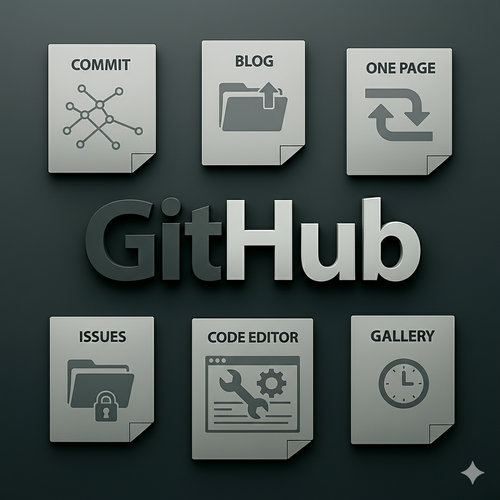 COMMIT
BLOG
ONE PAGE
GitHub
ISSUES
CODE EDITOR
GALLERY